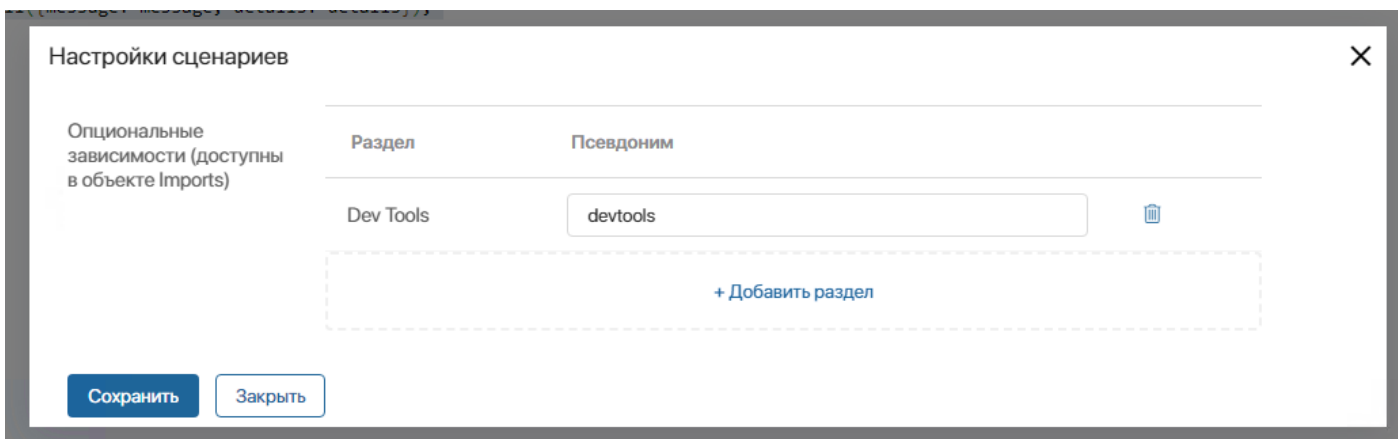 Настройки сценариев
Опциональные
зависимости (доступны
в объекте Imports)
Раздел
Псевдоним
Dev Tools
devtools
+ Добавить раздел
Сохранить
Закрыть